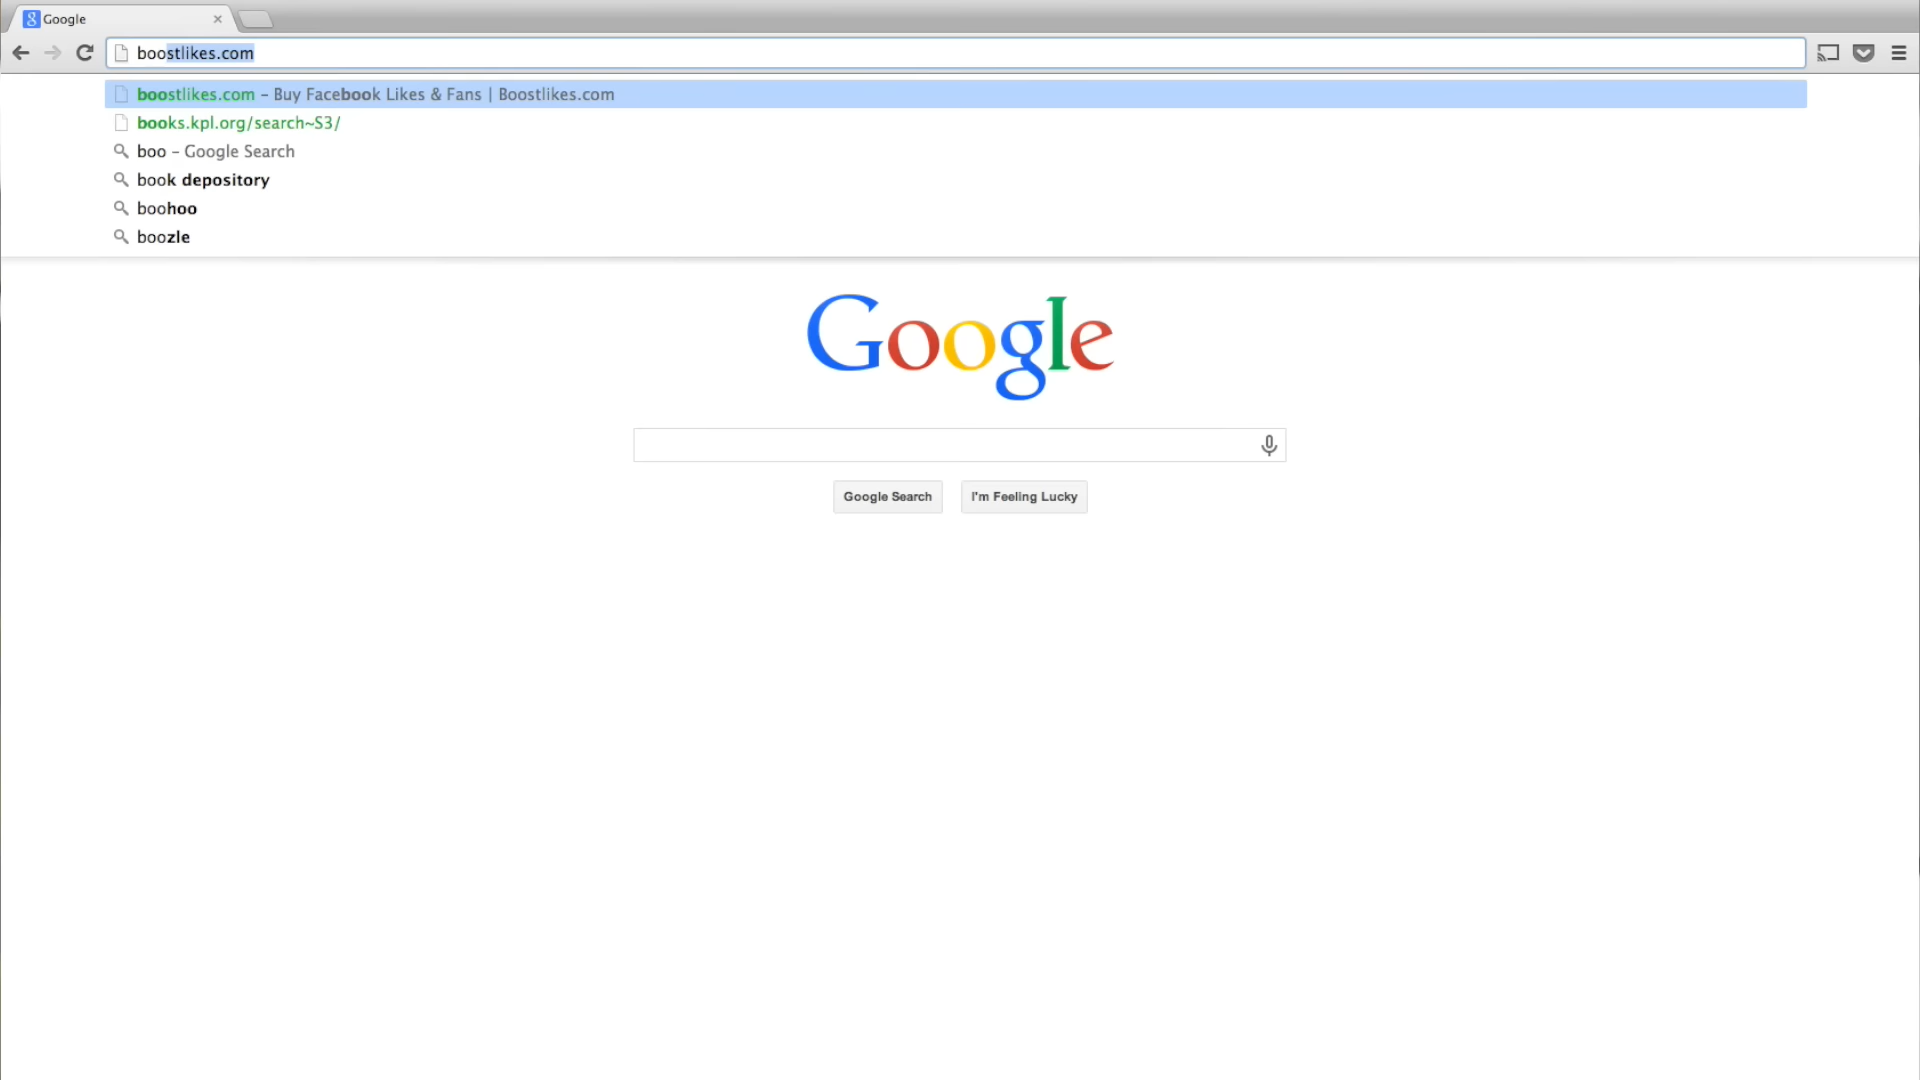 Google
boostlikes.com
boostlikes.com – Buy Facebook Likes & Fans | Boostlikes.com
books.kpl.org/search~S3/
boo – Google Search
book depository
boohoo
boozle
Google
Google Search
I'm Feeling Lucky